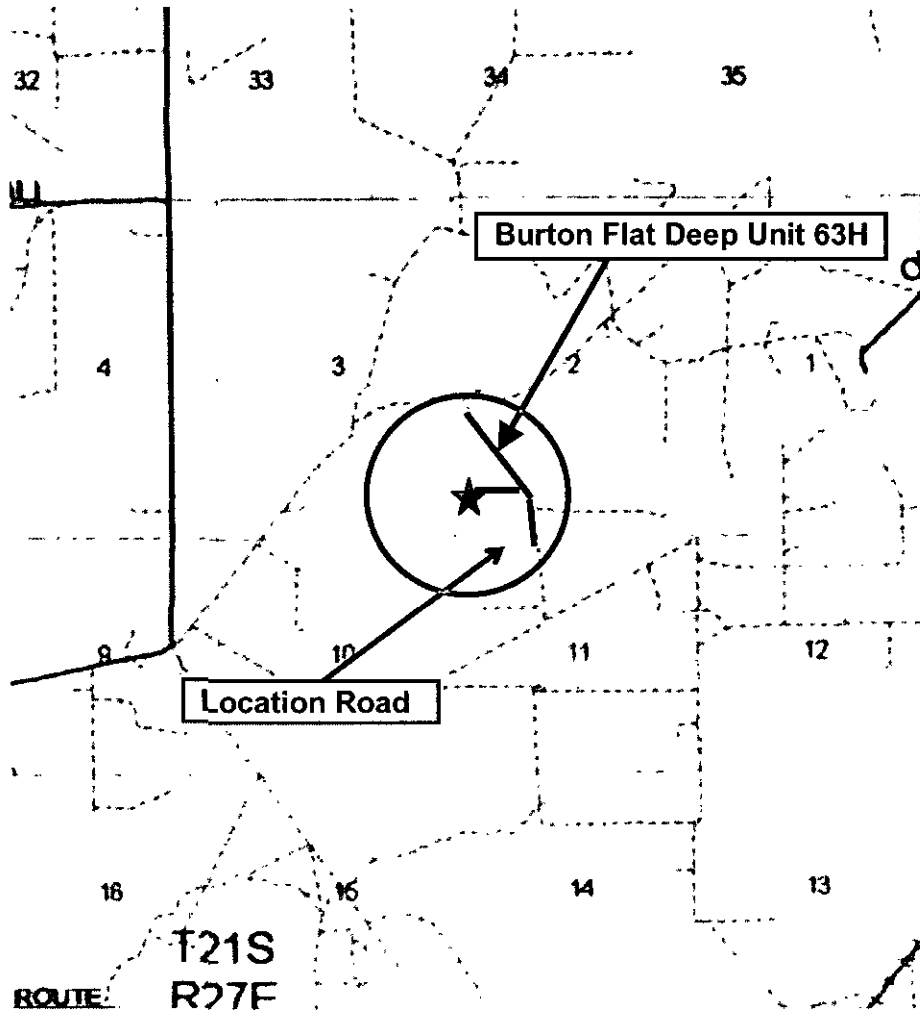 32 33 34 35
Burton Flat Deep Unit 63H
4 3 2 1
9 10 11 12
Location Road
16 15 14 13
T21S
ROUTE R27E